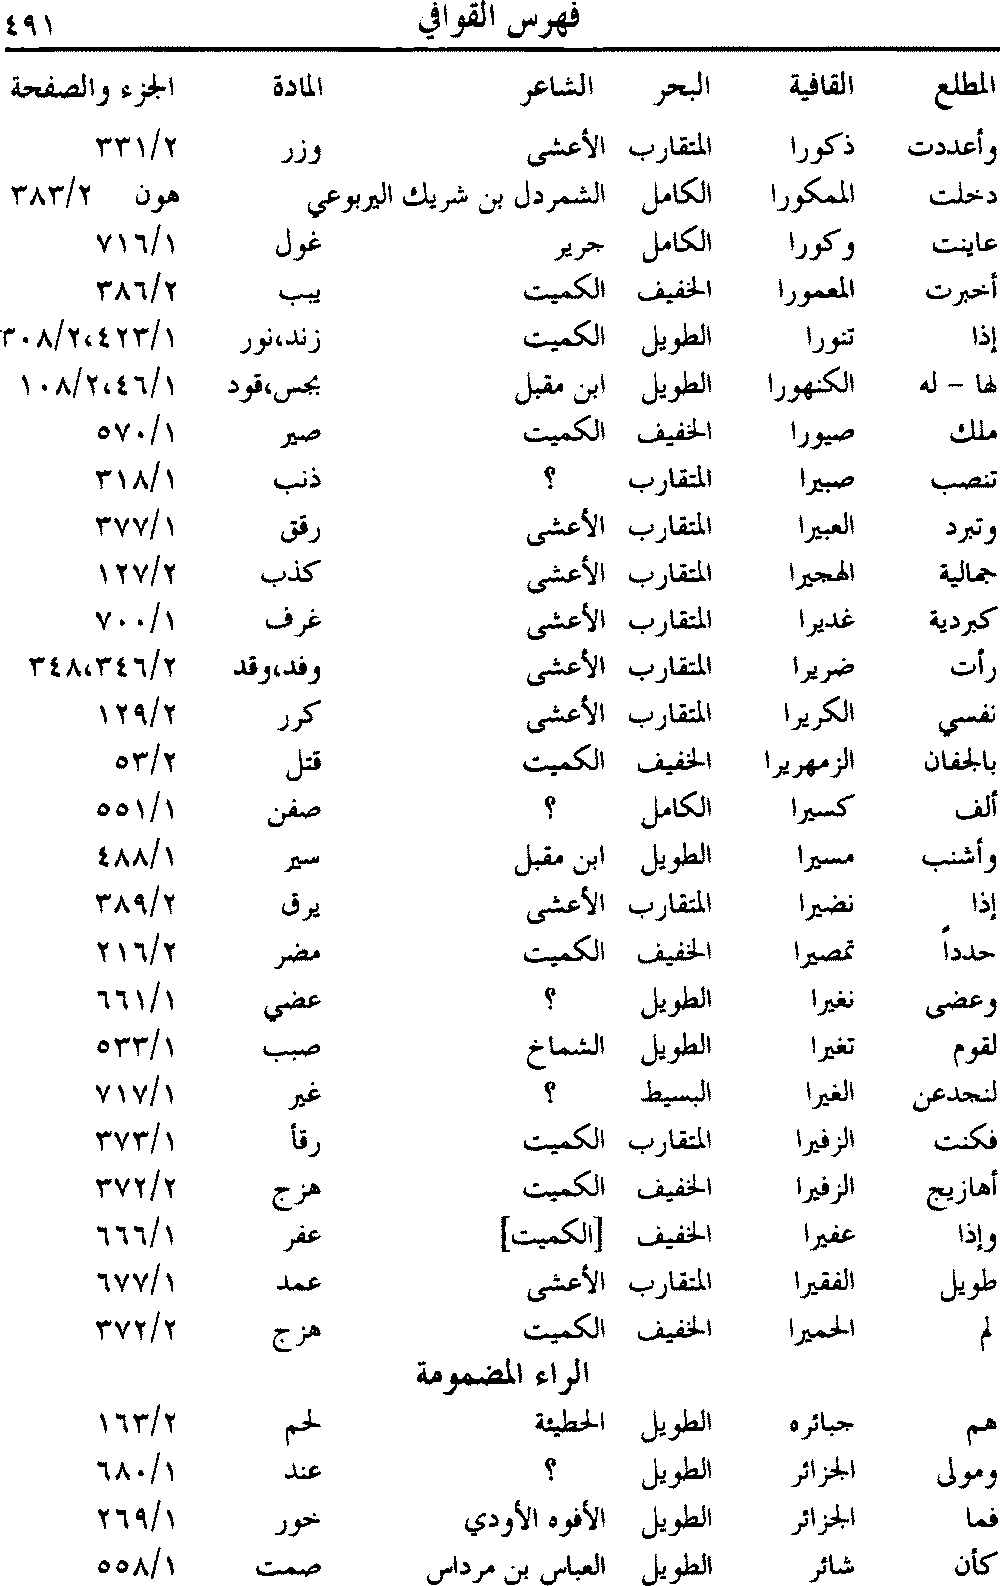 فهرس القوافي ٤٩١
المطلع القافية البحر الشاعر المادة الجزء والصفحة
وأعددت ذكورا المتقارب الأعشى وزر ٣٣١/٢
دخلت الممكورا الكامل الشمردل بن شريك اليربوعي هون ٣٨٣/٢
عاينت وكورا الكامل جرير غول ٧١٦/١
أخبرت المعمورا الخفيف الكميت يبب ٣٨٦/٢
إذا تنورا الطويل الكميت زند،نور ٣٠٨/٢،٤٢٣/١
لها - له الكنهورا الطويل ابن مقبل بجس،قود ١٠٨/٢،٤٦/١
ملك صيورا الخفيف الكميت صير ٥٧٠/١
تنصب صبيرا المتقارب ؟ ذنب ٣١٨/١
وتبرد العبيرا المتقارب الأعشى رقق ٣٧٧/١
جمالية الهجيرا المتقارب الأعشى كذب ١٢٧/٢
كبردية غديرا المتقارب الأعشى غرف ٧٠٠/١
رأت ضريرا المتقارب الأعشى وفد،وقد ٣٤٨،٣٤٦/٢
نفسي الكريرا المتقارب الأعشى كرر ١٢٩/٢
بالجفان الزمهريرا الخفيف الكميت قتل ٥٣/٢
ألف كسيرا الكامل ؟ صفن ٥٥١/١
وأشنب مسيرا الطويل ابن مقبل سير ٤٨٨/١
إذا نضيرا المتقارب الأعشى يرق ٣٨٩/٢
حدداً تمصيرا الخفيف الكميت مضر ٢١٦/٢
وعضى نغيرا الطويل ؟ عضي ٦٦١/١
لقوم تغيرا الطويل الشماخ صبب ٥٣٣/١
لنجدعن الغيرا البسيط ؟ غير ٧١٧/١
فكنت الزفيرا المتقارب الكميت رقأ ٣٧٣/١
أهازيج الزفيرا الخفيف الكميت هزج ٣٧٢/٢
وإذا عفيرا الخفيف [الكميت] عفر ٦٦٦/١
طويل الفقيرا المتقارب الأعشى عمد ٦٧٧/١
لم الحميرا الخفيف الكميت هزج ٣٧٢/٢
الراء المضمومة
هم حبائره الطويل الحطيئة لحم ١٦٣/٢
ومولى الجزائر الطويل ؟ عند ٦٨٠/١
فما الجزائر الطويل الأفوه الأودي خور ٢٦٩/١
كأن شائر الطويل العباس بن مرداس صمت ٥٥٨/١